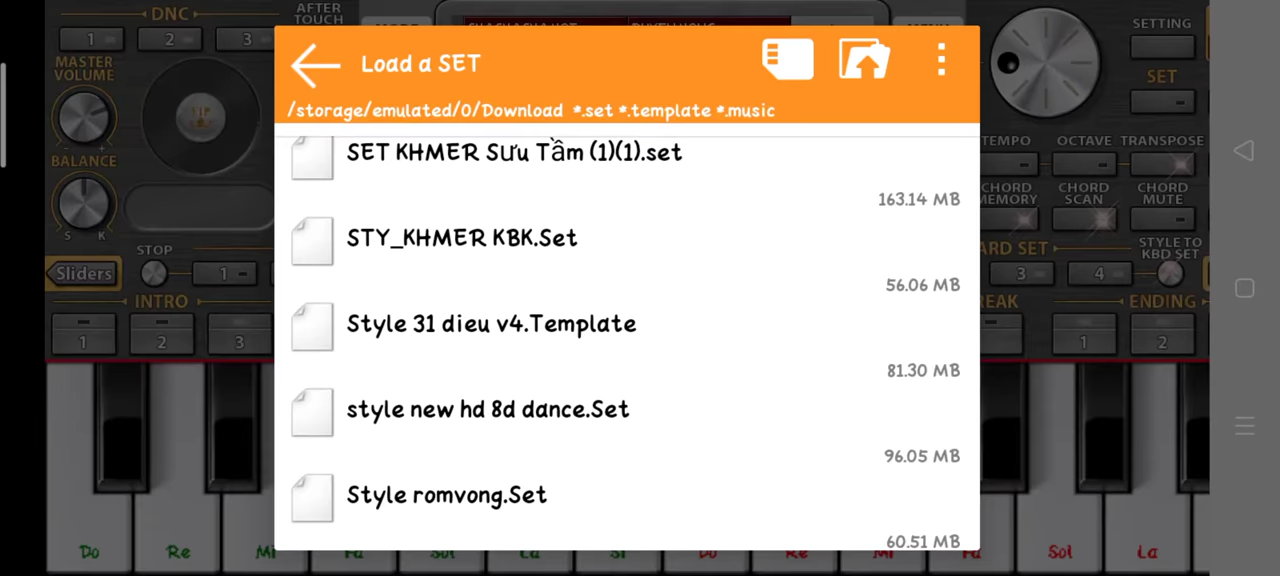 DNC
AFTER
TOUCH
1
2
3
MASTER
VOLUME
BALANCE
S K
STOP
Sliders
1
INTRO
1
2
3
Load a SET
/storage/emulated/0/Download *.set *.template *.music
SET KHMER Sưu Tầm (1)(1).set
163.14 MB
STY_KHMER KBK.Set
56.06 MB
Style 31 dieu v4.Template
81.30 MB
style new hd 8d dance.Set
96.05 MB
Style romvong.Set
60.51 MB
SETTING
SET
OCTAVE
TRANSPOSE
CHORD
SCAN
CHORD
MUTE
STYLE TO
KBD SET
3
4
ENDING
1
2
Do
Re
Mi
Sol
La